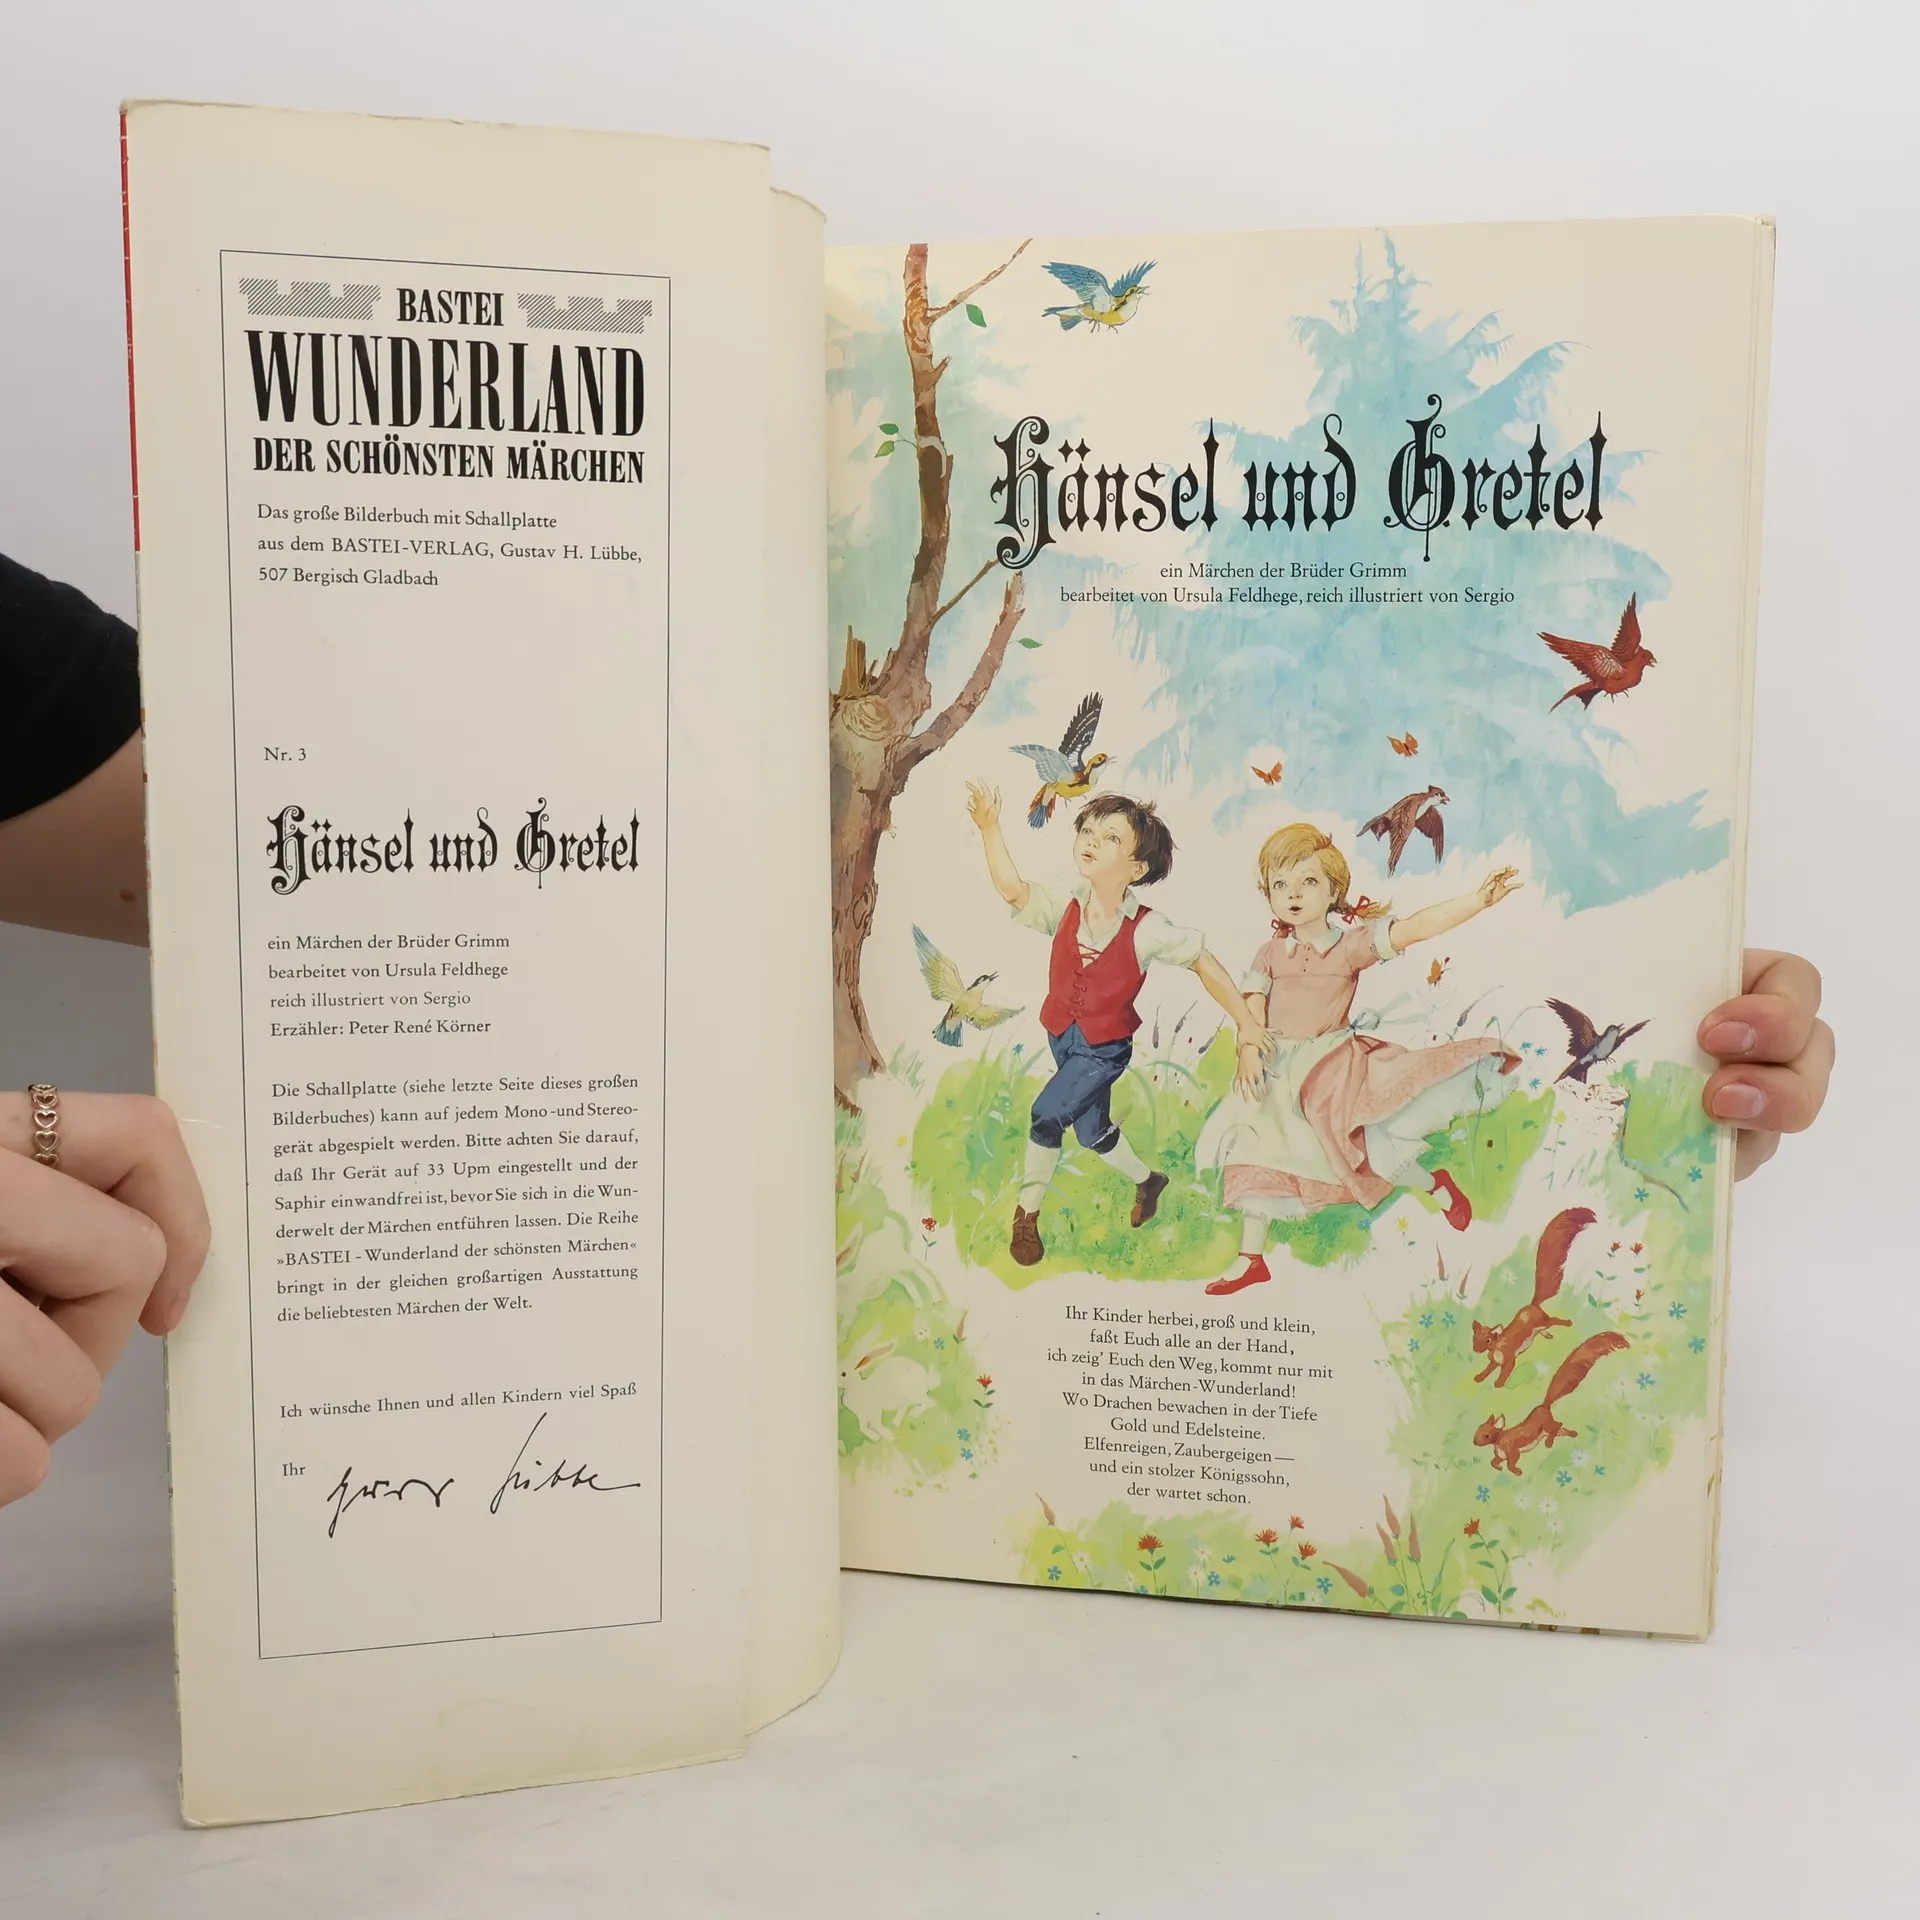 BASTEI
WUNDERLAND
DER SCHÖNSTEN MÄRCHEN
Das große Bilderbuch mit Schallplatte
aus dem BASTEI-VERLAG, Gustav H. Lübbe,
507 Bergisch Gladbach
Nr. 3
Hänsel und Gretel
ein Märchen der Brüder Grimm
bearbeitet von Ursula Feldhege
reich illustriert von Sergio
Erzähler: Peter René Körner
Die Schallplatte (siehe letzte Seite dieses großen
Bilderbuches) kann auf jedem Mono-und Stereo-
gerät abgespielt werden. Bitte achten Sie darauf,
daß Ihr Gerät auf 33 Upm eingestellt und der
Saphir einwandfrei ist, bevor Sie sich in die Wun-
derwelt der Märchen entführen lassen. Die Reihe
»BASTEI - Wunderland der schönsten Märchen«
bringt in der gleichen großartigen Ausstattung
die beliebtesten Märchen der Welt.
Ich wünsche Ihnen und allen Kindern viel Spaß
Ihr
Hänsel und Gretel
ein Märchen der Brüder Grimm
bearbeitet von Ursula Feldhege, reich illustriert von Sergio
Ihr Kinder herbei, groß und klein,
faßt Euch alle an der Hand,
ich zeig' Euch den Weg, kommt nur mit
in das Märchen-Wunderland!
Wo Drachen bewachen in der Tiefe
Gold und Edelsteine.
Elfenreigen, Zaubergeigen —
und ein stolzer Königssohn,
der wartet schon.